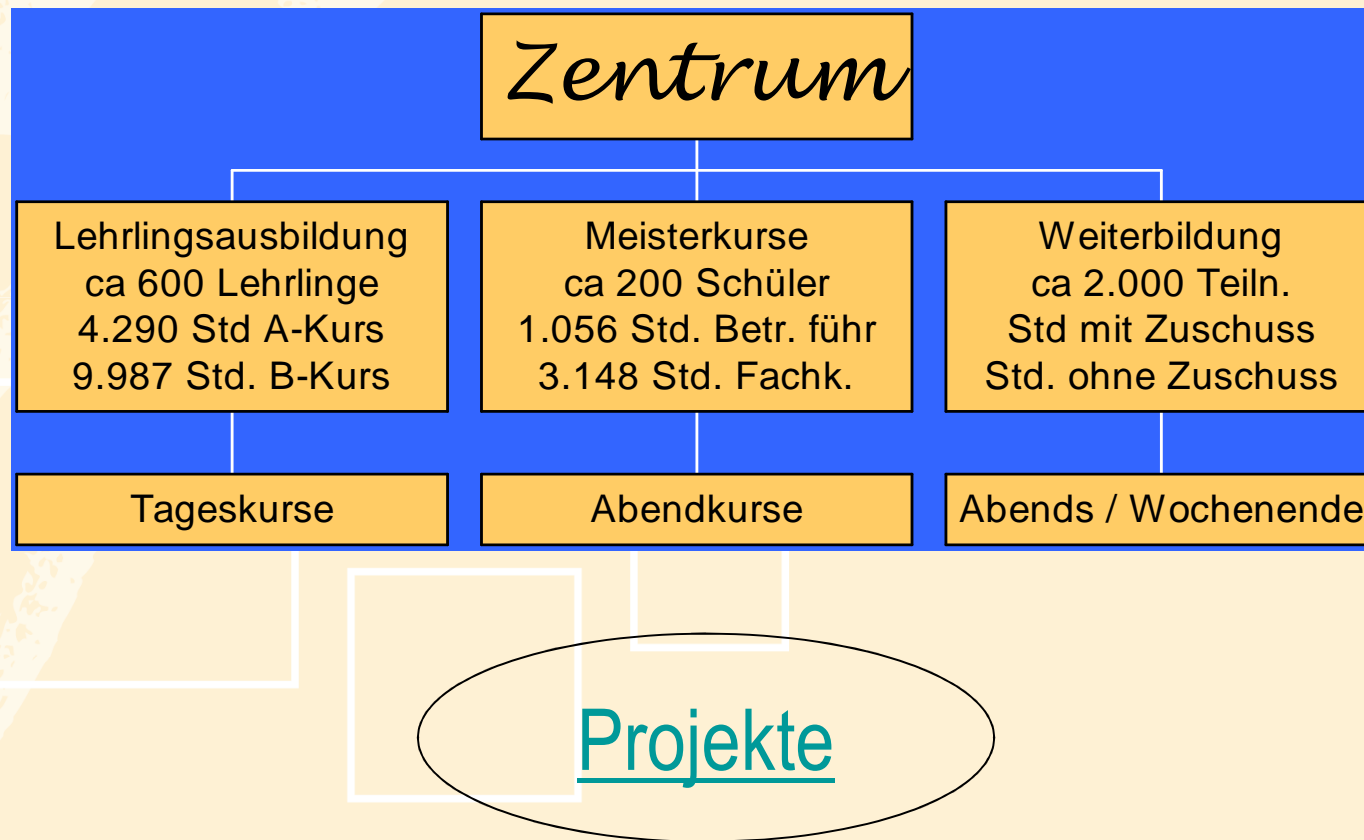 Zentrum
Lehrlingsausbildung
ca 600 Lehrlinge
4.290 Std A-Kurs
9.987 Std. B-Kurs
Meisterkurse
ca 200 Schüler
1.056 Std. Betr. führ
3.148 Std. Fachk.
Weiterbildung
ca 2.000 Teiln.
Std mit Zuschuss
Std. ohne Zuschuss
Tageskurse
Abendkurse
Abends / Wochenende
Projekte